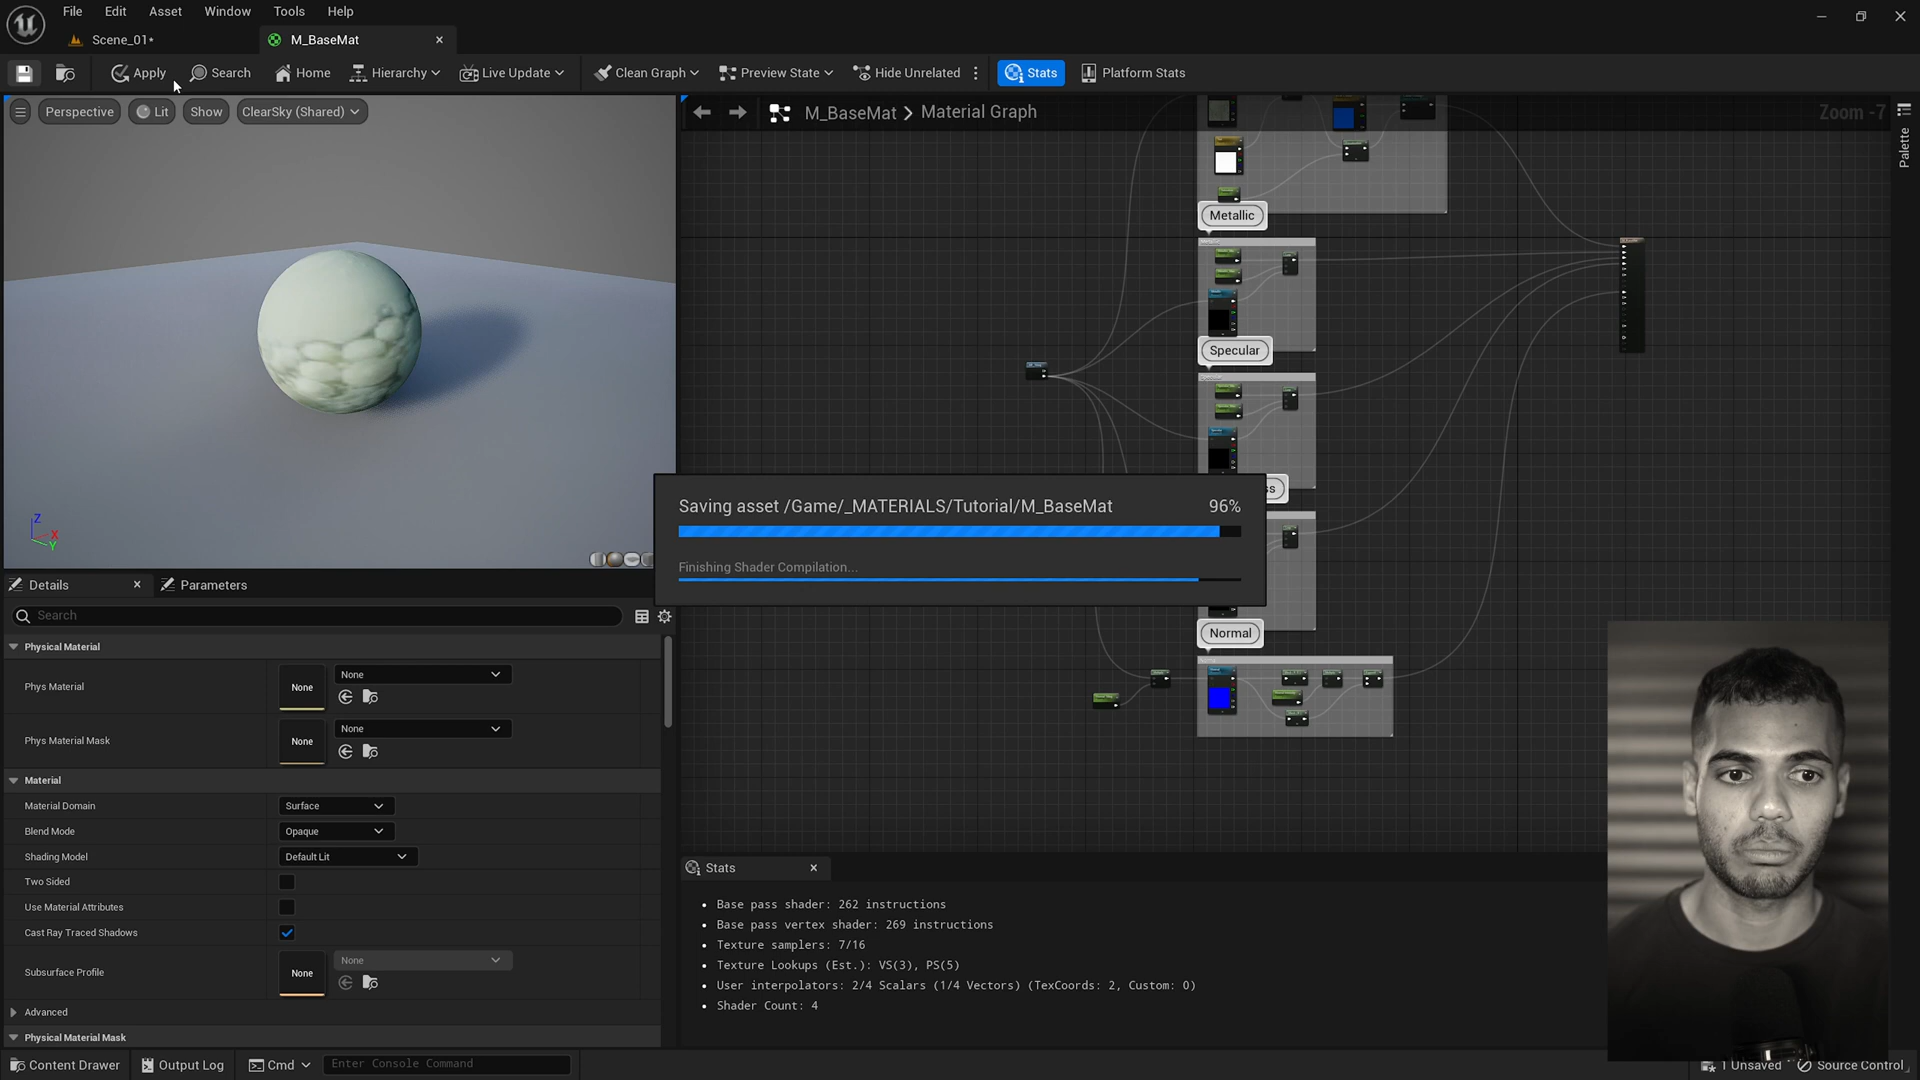 File Edit Asset Window Tools Help
Scene_01* M_BaseMat
Apply Search Home Hierarchy Live Update Clean Graph Preview State Hide Unrelated Stats Platform Stats
Perspective Lit Show ClearSky (Shared)
M_BaseMat > Material Graph
Zoom -7
Palette
Metallic
Specular
ss
Normal
Z
X
Y
Saving asset /Game/_MATERIALS/Tutorial/M_BaseMat 96%
Finishing Shader Compilation...
Details Parameters
Search
Physical Material
Phys Material None None
Phys Material Mask None None
Material
Material Domain Surface
Blend Mode Opaque
Shading Model Default Lit
Two Sided
Use Material Attributes
Cast Ray Traced Shadows
Subsurface Profile None None
Advanced
Physical Material Mask
Stats
Base pass shader: 262 instructions
Base pass vertex shader: 269 instructions
Texture samplers: 7/16
Texture Lookups (Est.): VS(3), PS(5)
User interpolators: 2/4 Scalars (1/4 Vectors) (TexCoords: 2, Custom: 0)
Shader Count: 4
Content Drawer Output Log Cmd Enter Console Command
1 Unsaved Source Control